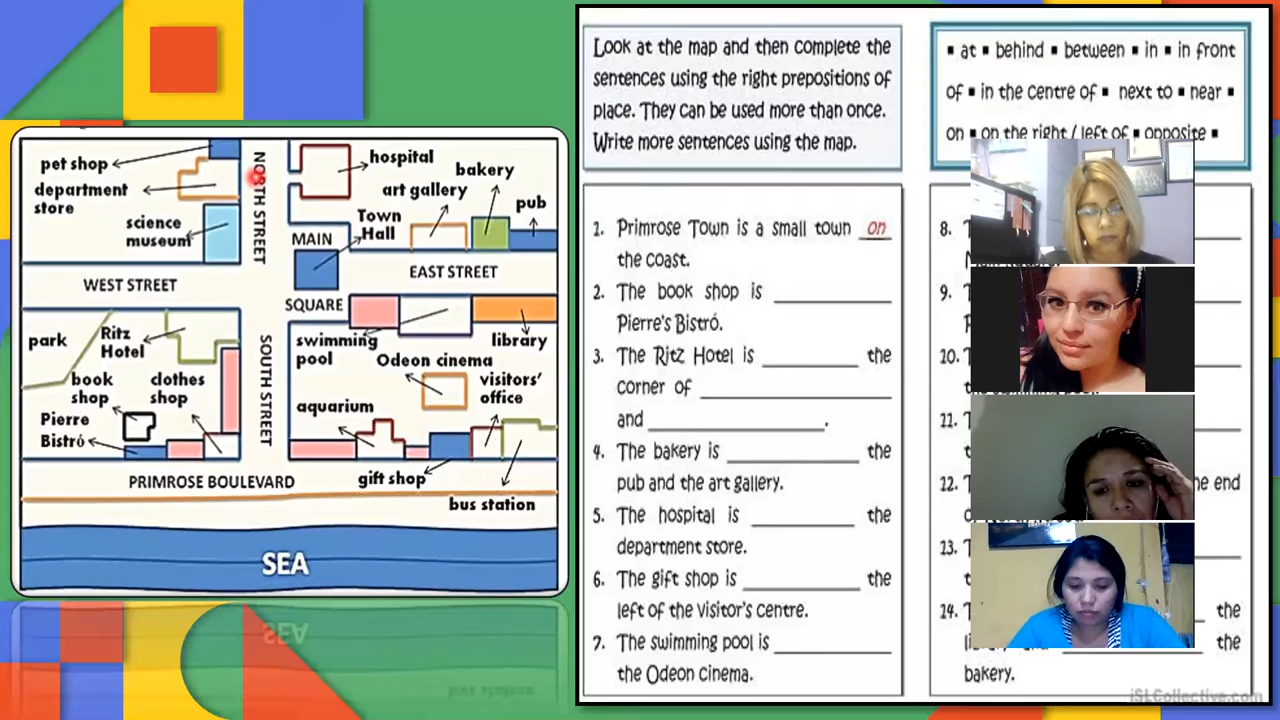 pet shop
department
store
science
museum
NORTH STREET
hospital
bakery
art gallery
pub
Town
Hall
MAIN
WEST STREET
EAST STREET
SQUARE
park
Ritz
Hotel
book
shop
clothes
shop
Pierre
Bistró
SOUTH STREET
swimming
pool
library
Odeon cinema
visitors'
office
aquarium
gift shop
PRIMROSE BOULEVARD
bus station
SEA
Look at the map and then complete the
sentences using the right prepositions of
place. They can be used more than once.
Write more sentences using the map.
▪ at ▪ behind ▪ between ▪ in ▪ in front
of ▪ in the centre of ▪ next to ▪ near ▪
on ▪ on the right / left of ▪ opposite ▪
1. Primrose Town is a small town on
the coast.
2. The book shop is ____________
Pierre's Bistró.
3. The Ritz Hotel is __________ the
corner of ____________________
and __________________.
4. The bakery is ______________ the
pub and the art gallery.
5. The hospital is ___________ the
department store.
6. The gift shop is ____________ the
left of the visitor's centre.
7. The swimming pool is ____________
the Odeon cinema.
8.
9.
10.
11.
12. he end
13.
14. the
the
bakery.
iSLCollective.com